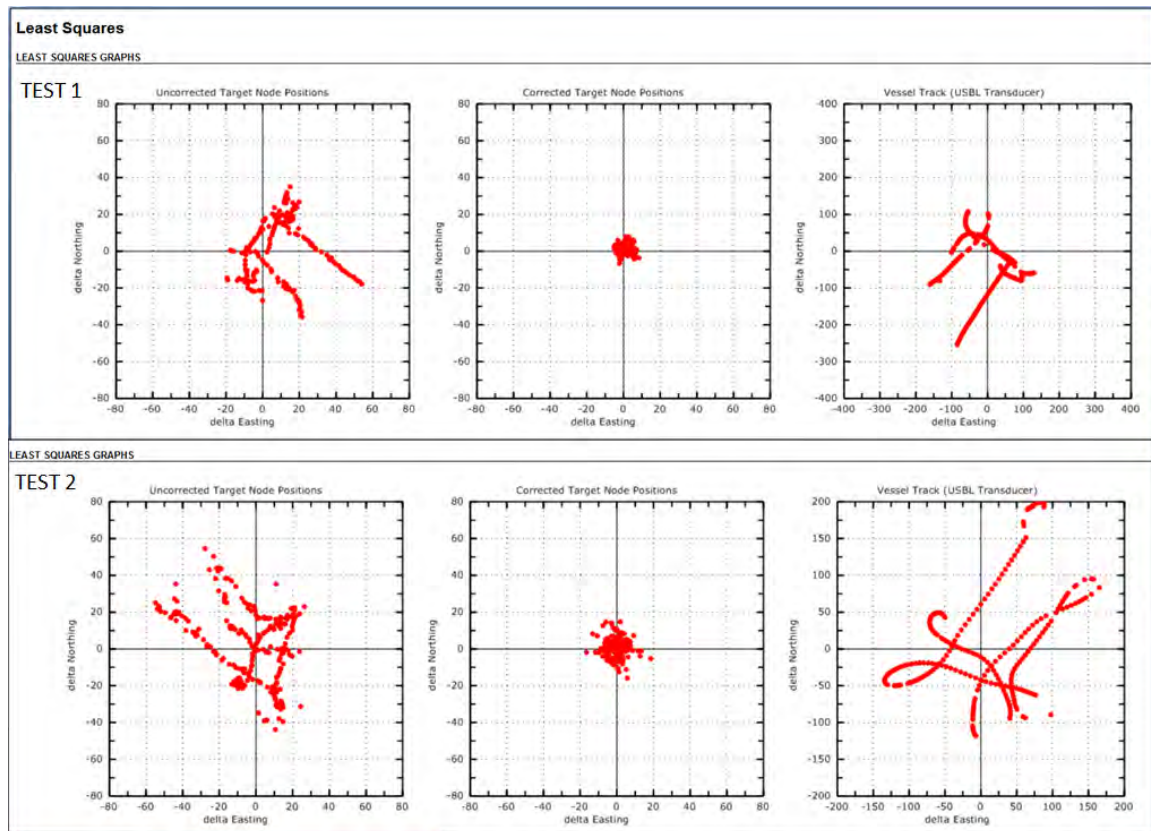 Least Squares
LEAST SQUARES GRAPHS
TEST 1
Uncorrected Target Node Positions
80
60
40
20
0
-20
-40
-60
-80
-80 -60 -40 -20 0 20 40 60 80
delta Northing
delta Easting
Corrected Target Node Positions
80
60
40
20
0
-20
-40
-60
-80
-80 -60 -40 -20 0 20 40 60 80
delta Northing
delta Easting
Vessel Track (USBL Transducer)
400
300
200
100
0
-100
-200
-300
-400
-400 -300 -200 -100 0 100 200 300 400
delta Northing
delta Easting
LEAST SQUARES GRAPHS
TEST 2
Uncorrected Target Node Positions
80
60
40
20
0
-20
-40
-60
-80
-80 -60 -40 -20 0 20 40 60 80
delta Northing
delta Easting
Corrected Target Node Positions
80
60
40
20
0
-20
-40
-60
-80
-80 -60 -40 -20 0 20 40 60 80
delta Northing
delta Easting
Vessel Track (USBL Transducer)
200
150
100
50
0
-50
-100
-150
-200
-200 -150 -100 -50 0 50 100 150 200
delta Northing
delta Easting